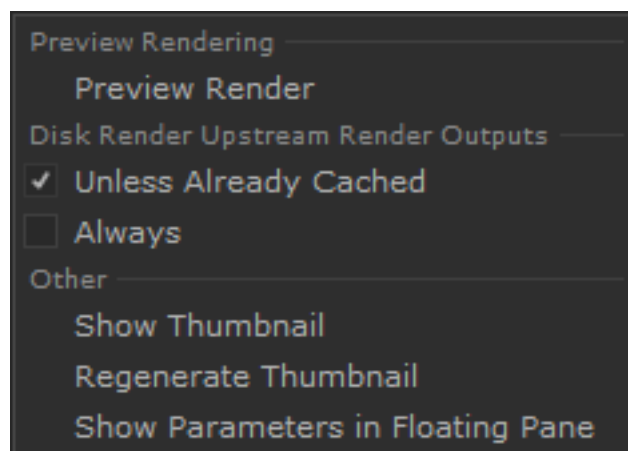 Preview Rendering
Preview Render
Disk Render Upstream Render Outputs
Unless Already Cached
Always
Other
Show Thumbnail
Regenerate Thumbnail
Show Parameters in Floating Pane